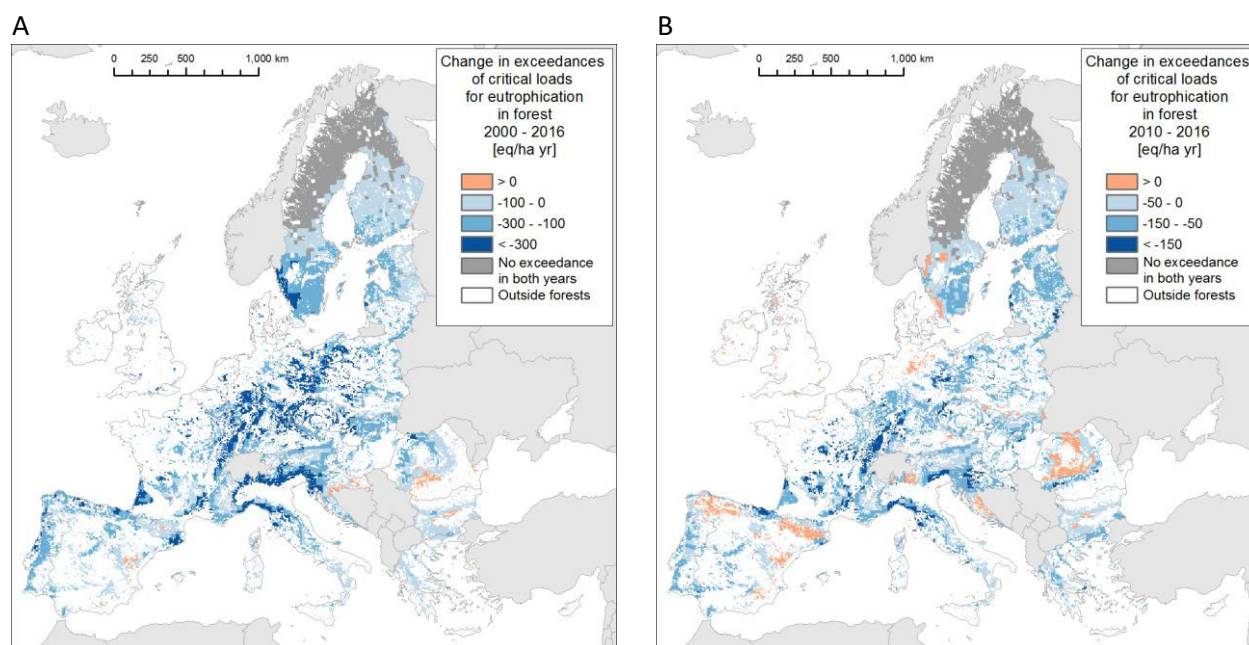 A
0 250 500 1,000 km
Change in exceedances
of critical loads
for eutrophication
in forest
2000 - 2016
[eq/ha yr]
> 0
-100 - 0
-300 - -100
< -300
No exceedance
in both years
Outside forests
B
0 250 500 1,000 km
Change in exceedances
of critical loads
for eutrophication
in forest
2010 - 2016
[eq/ha yr]
> 0
-50 - 0
-150 - -50
< -150
No exceedance
in both years
Outside forests